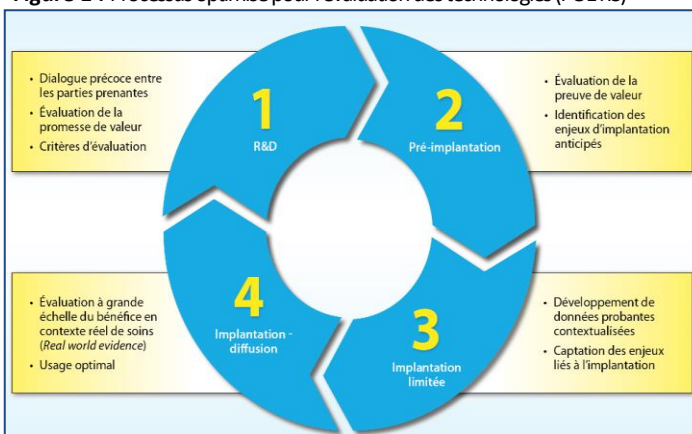 • Dialogue précoce entre
les parties prenantes
• Évaluation de la
promesse de valeur
• Critères d'évaluation
1
R&D
2
Pré-implantation
• Évaluation de la
preuve de valeur
• Identification des
enjeux d'implantation
anticipés
3
Implantation
limitée
• Développement de
données probantes
contextualisées
• Captation des enjeux
liés à l'implantation
4
Implantation -
diffusion
• Évaluation à grande
échelle du bénéfice en
contexte réel de soins
(Real world evidence)
• Usage optimal